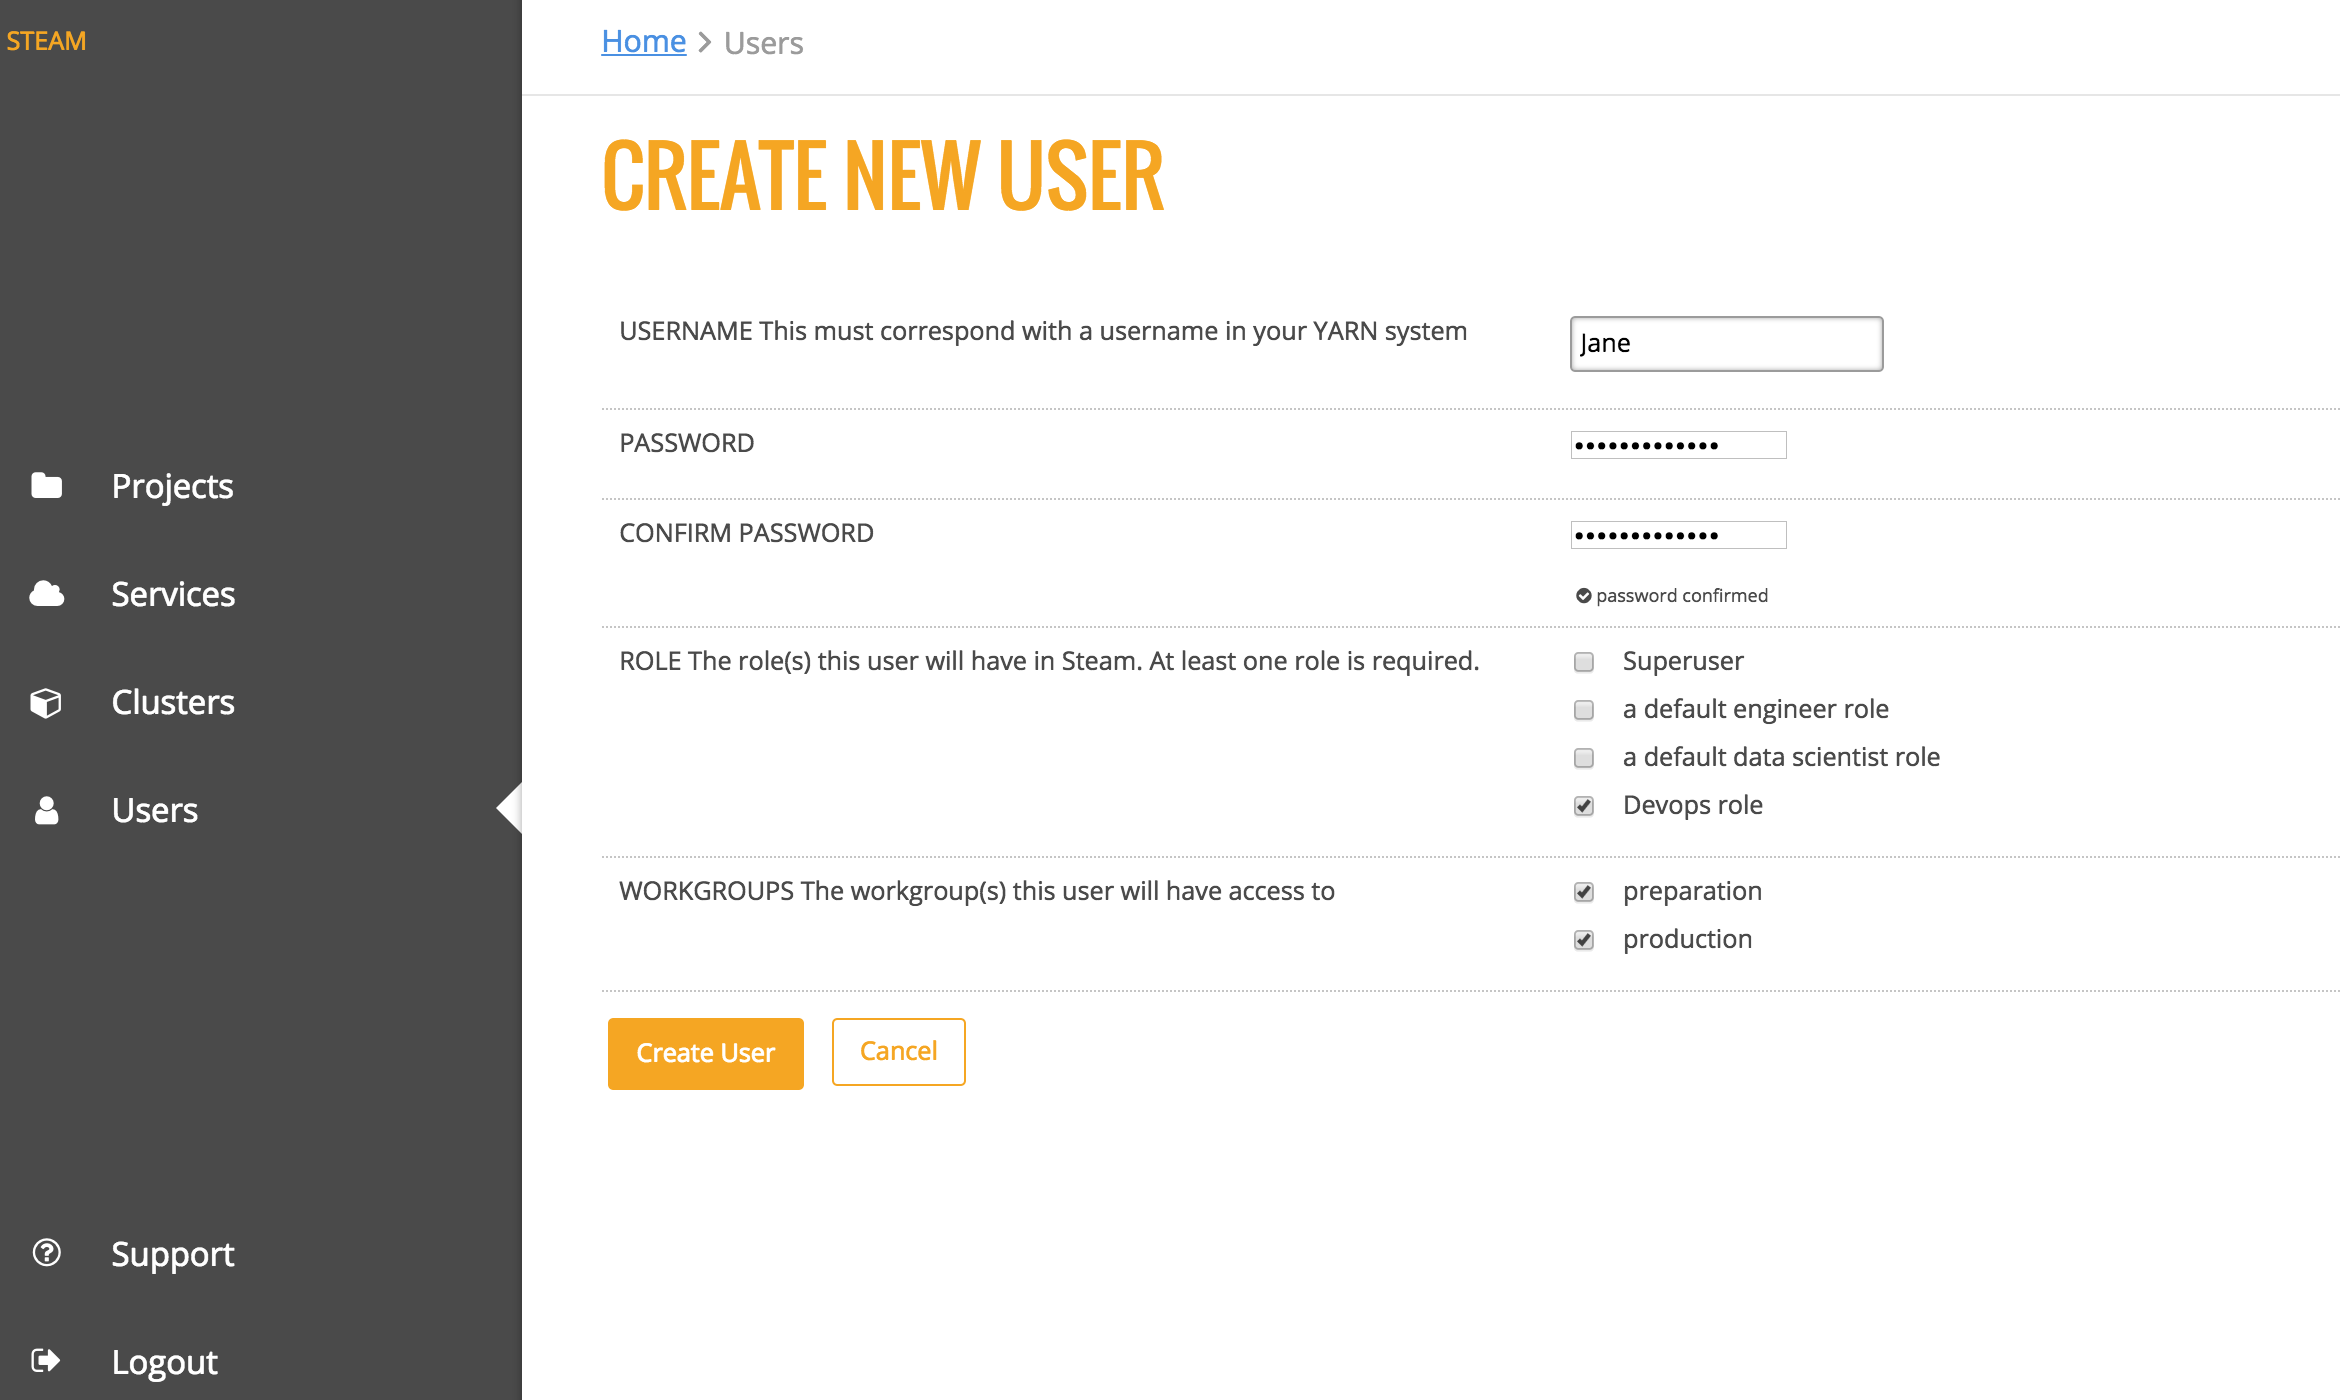 STEAM
Projects
Services
Clusters
Users
Support
Logout
Home > Users
CREATE NEW USER
USERNAME This must correspond with a username in your YARN system
Jane
PASSWORD
•••••••••••••
CONFIRM PASSWORD
•••••••••••••
password confirmed
ROLE The role(s) this user will have in Steam. At least one role is required.
Superuser
a default engineer role
a default data scientist role
Devops role
WORKGROUPS The workgroup(s) this user will have access to
preparation
production
Create User
Cancel